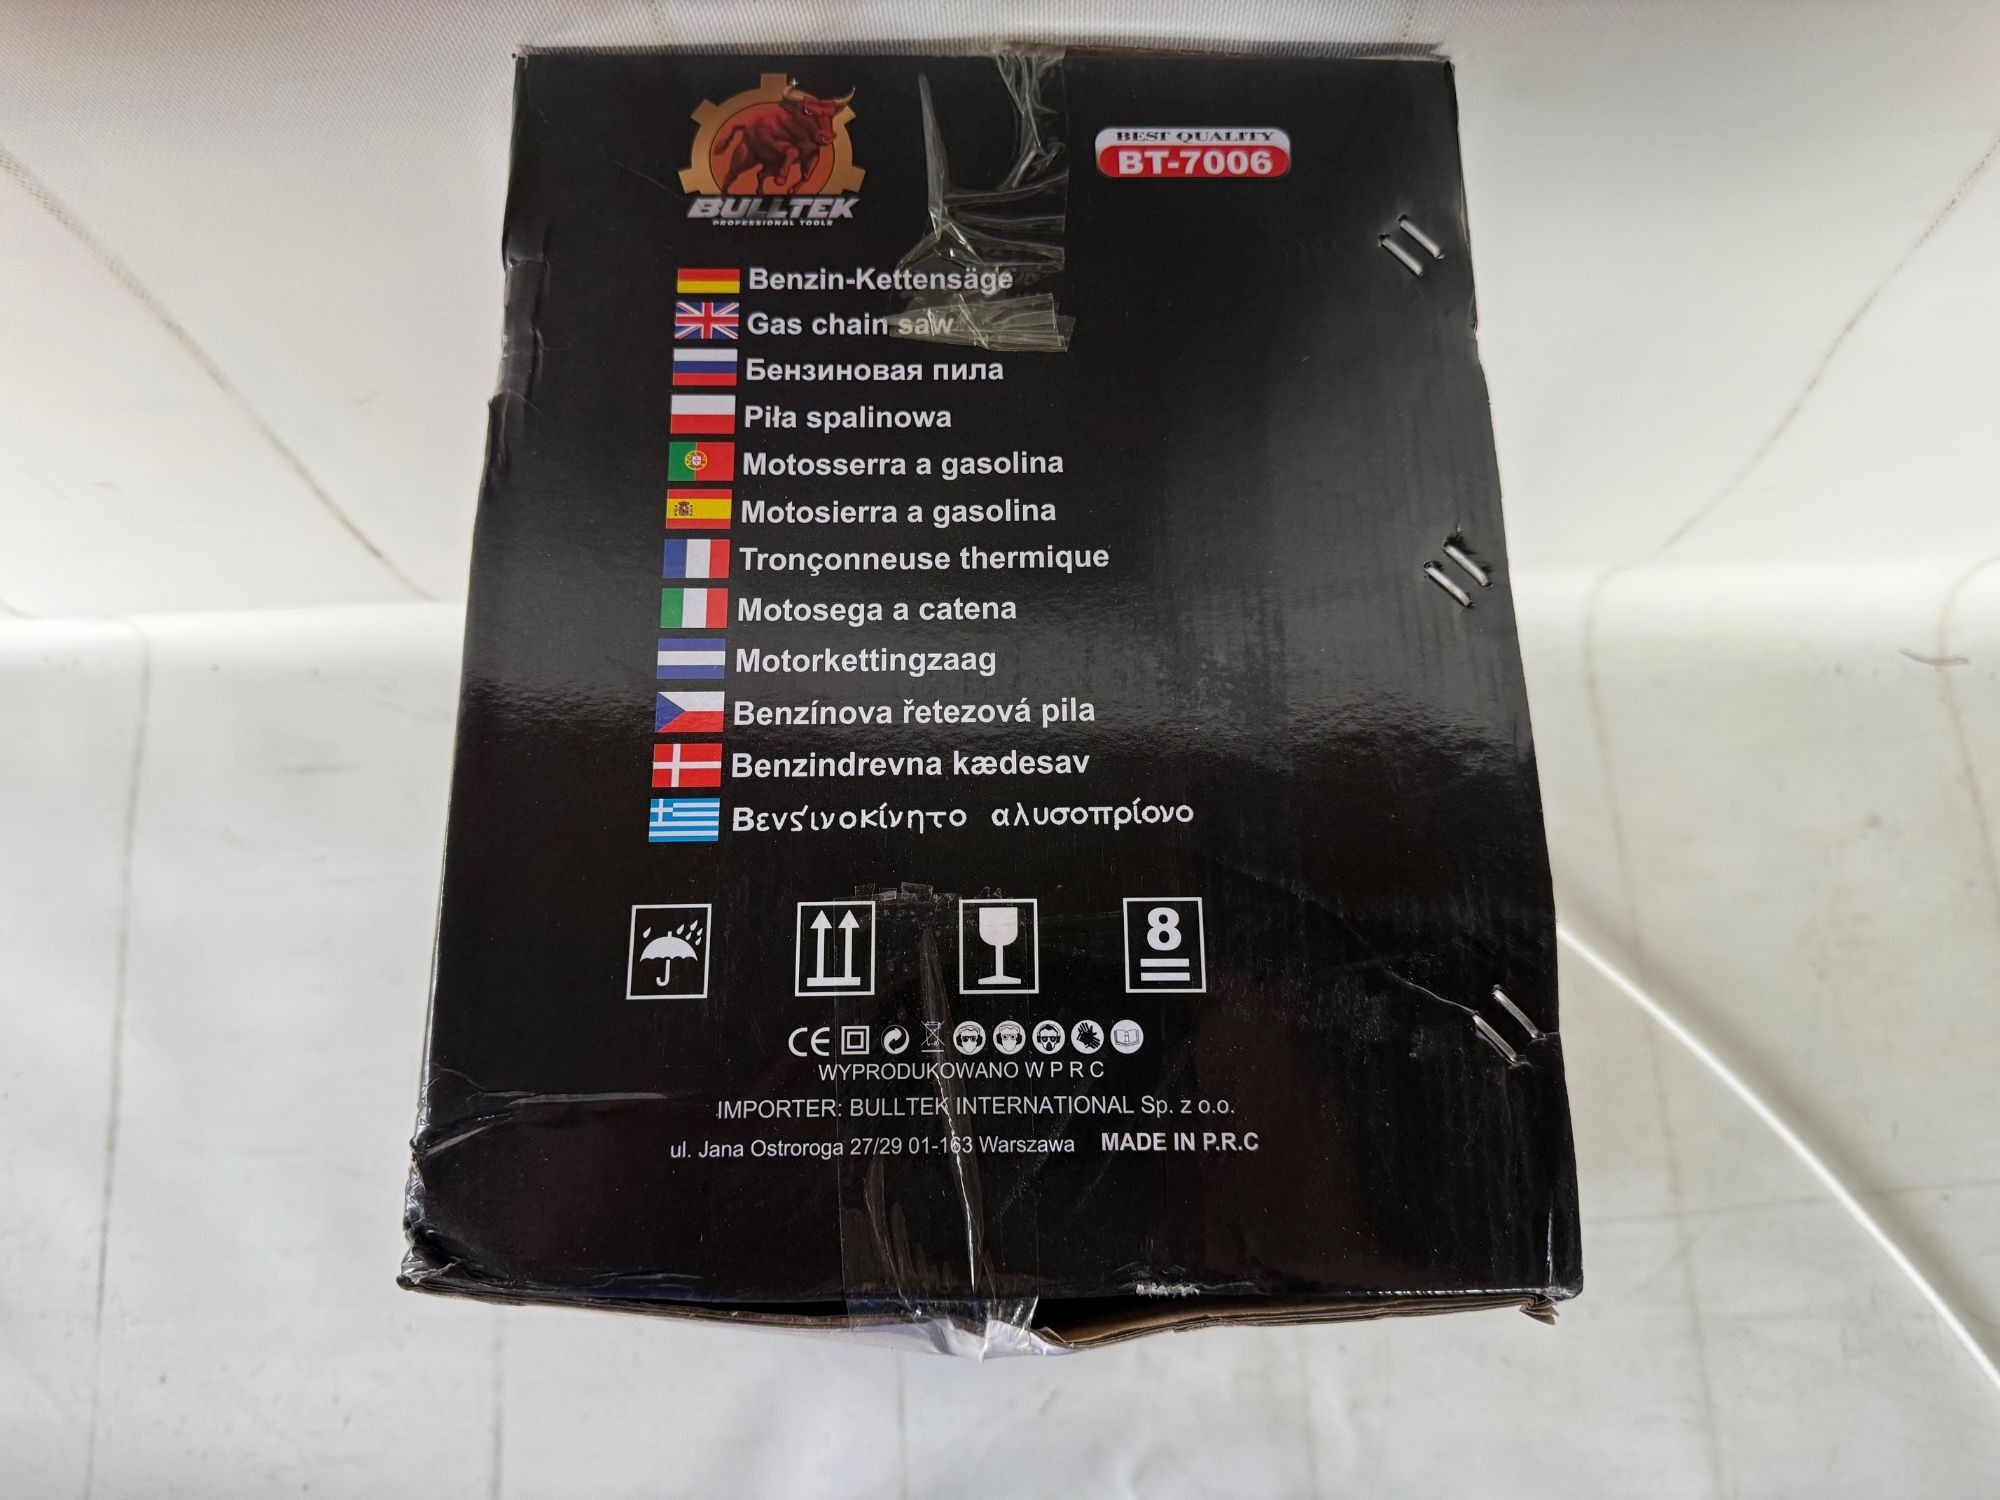 BULLTEK
PROFESSIONAL TOOLS
BEST QUALITY
BT-7006
Benzin-Kettensäge
Gas chain saw
Бензиновая пила
Piła spalinowa
Motosserra a gasolina
Motosierra a gasolina
Tronçonneuse thermique
Motosega a catena
Motorkettingzaag
Benzínova řetezová pila
Benzindrevna kædesav
Βενςινοκίνητο αλυσοπρίονο
8
CE
WYPRODUKOWANO W P R C
IMPORTER: BULLTEK INTERNATIONAL Sp. z o.o.
ul. Jana Ostroroga 27/29 01-163 Warszawa MADE IN P.R.C